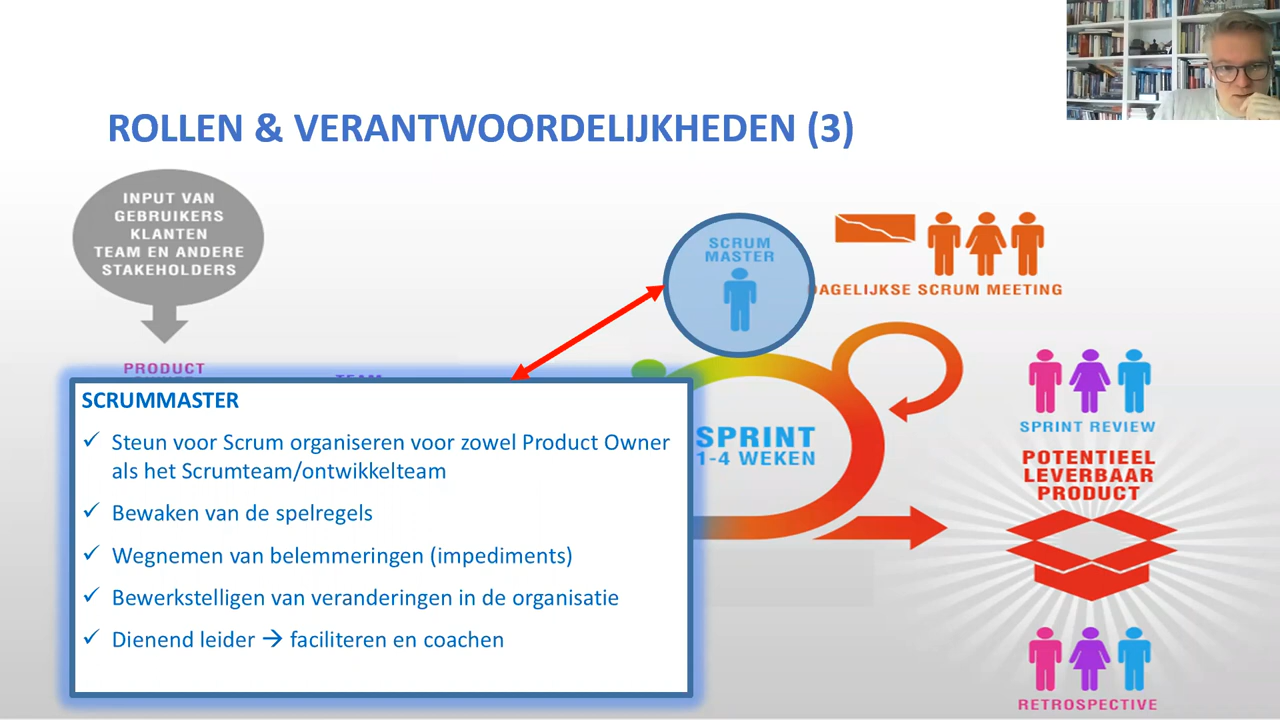 ROLLEN & VERANTWOORDELIJKHEDEN (3)
INPUT VAN
GEBRUIKERS
KLANTEN
TEAM EN ANDERE
STAKEHOLDERS
PRODUCT
SCRUM
MASTER
DAGELIJKSE SCRUM MEETING
SCRUMMASTER
✓ Steun voor Scrum organiseren voor zowel Product Owner
als het Scrumteam/ontwikkelteam
✓ Bewaken van de spelregels
✓ Wegnemen van belemmeringen (impediments)
✓ Bewerkstelligen van veranderingen in de organisatie
✓ Dienend leider → faciliteren en coachen
SPRINT
1-4 WEKEN
SPRINT REVIEW
POTENTIEEL
LEVERBAAR
PRODUCT
RETROSPECTIVE